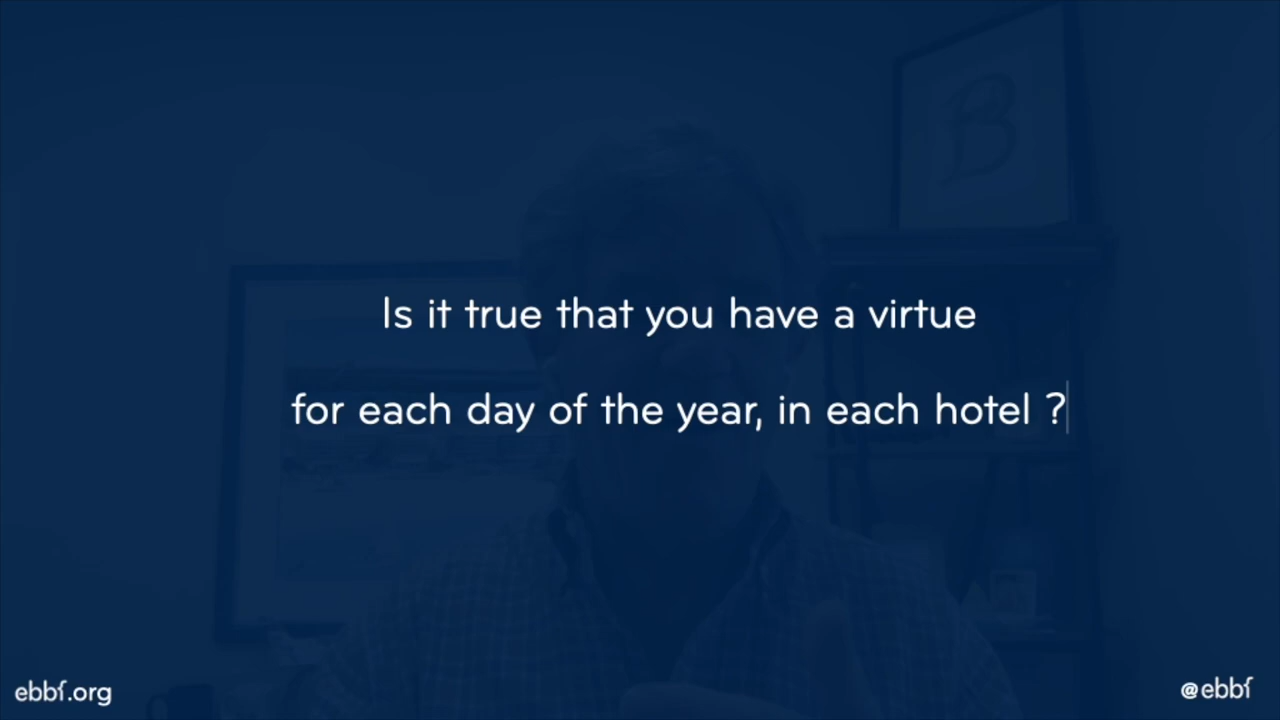 Is it true that you have a virtue
for each day of the year, in each hotel ?
ebbf.org
@ebbf